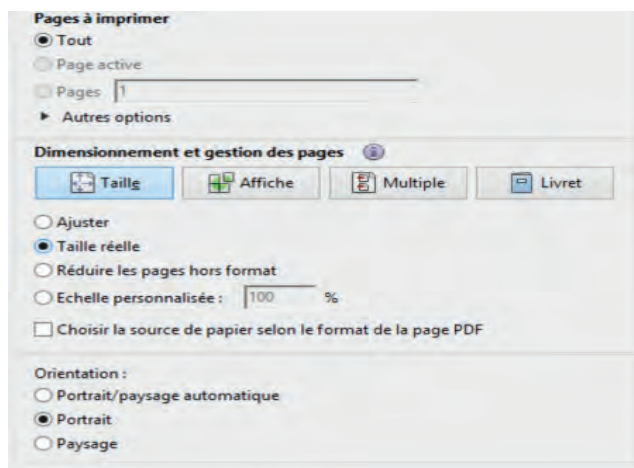 Pages à imprimer
Tout
Page active
Pages 1
Autres options
Dimensionnement et gestion des pages
Taille Affiche Multiple Livret
Ajuster
Taille réelle
Réduire les pages hors format
Echelle personnalisée : 100 %
Choisir la source de papier selon le format de la page PDF
Orientation :
Portrait/paysage automatique
Portrait
Paysage